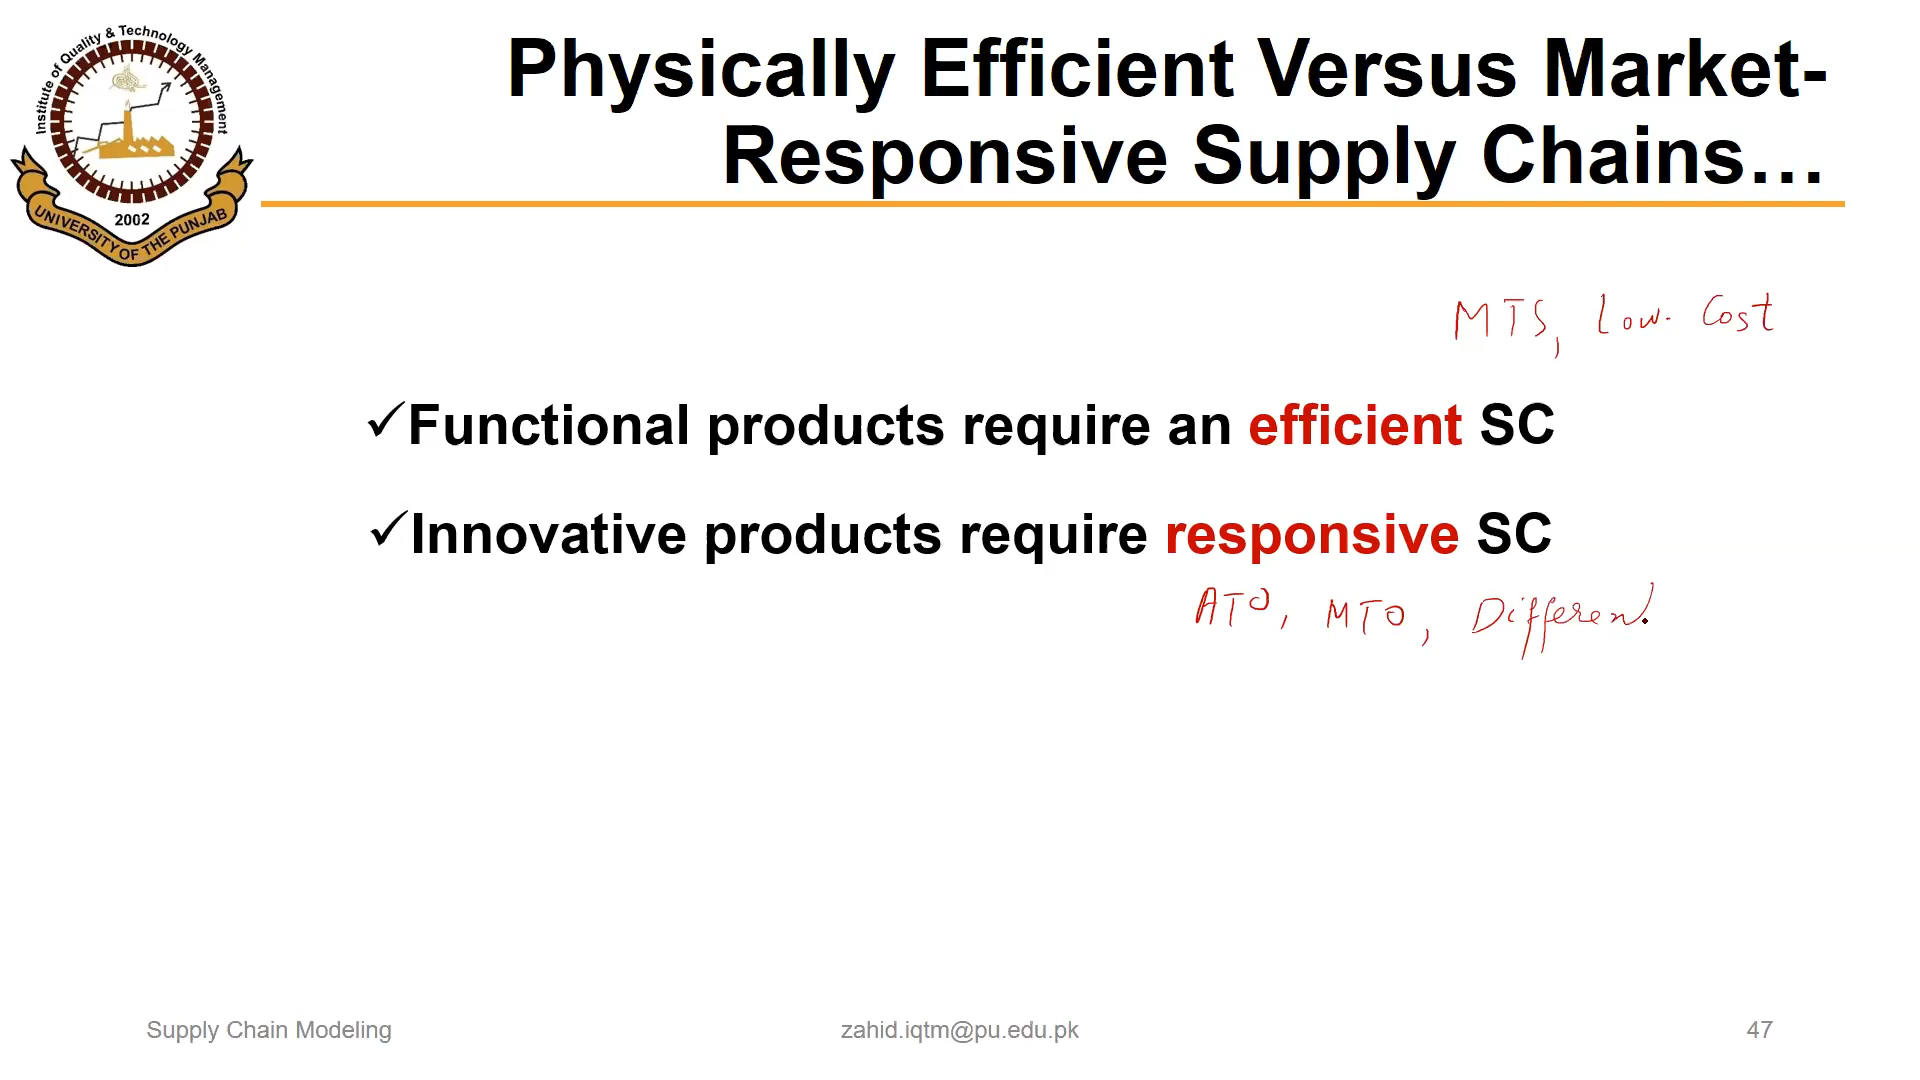 Institute of Quality & Technology Management
2002
UNIVERSITY OF THE PUNJAB
Physically Efficient Versus Market-
Responsive Supply Chains…
MTS, Low Cost
✓Functional products require an efficient SC
✓Innovative products require responsive SC
ATO, MTO, Different
Supply Chain Modeling
zahid.iqtm@pu.edu.pk
47